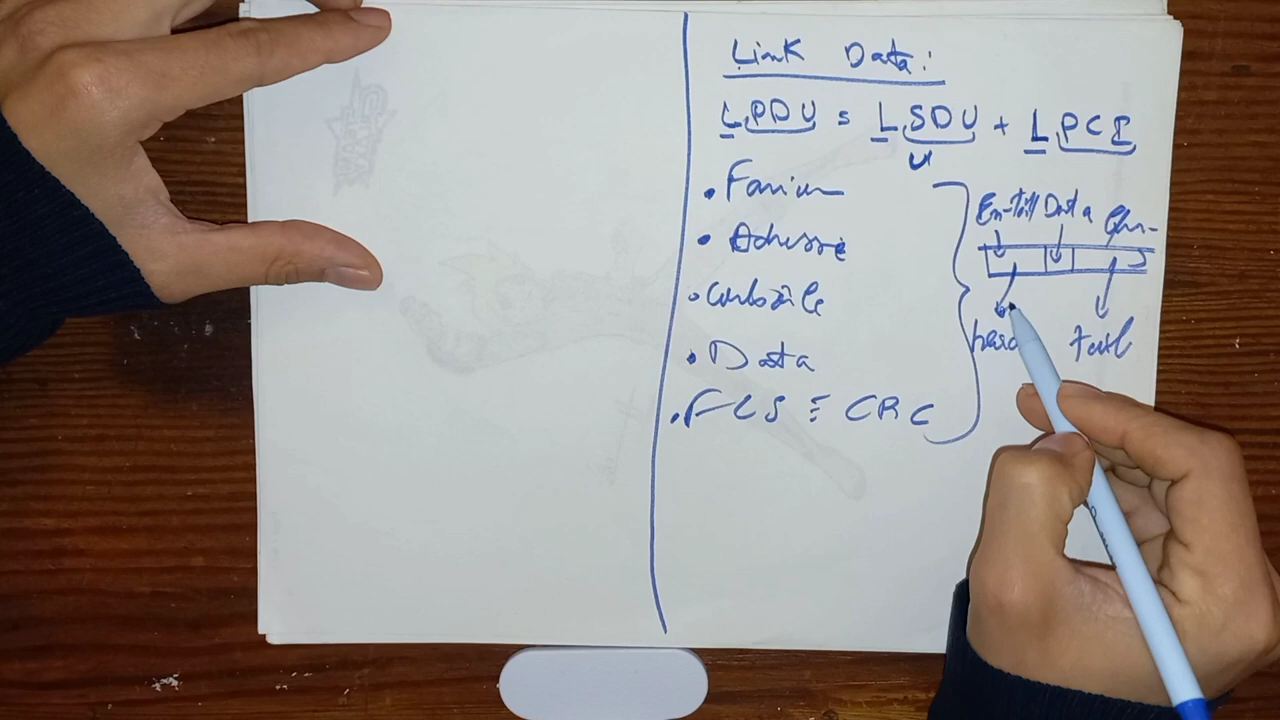 Link Data:
LPDU = LSDU + LPCI
• Fanion
• Adresse
• Contrôle
• Data
• FCS ≡ CRC
En-tête Data
head
tail